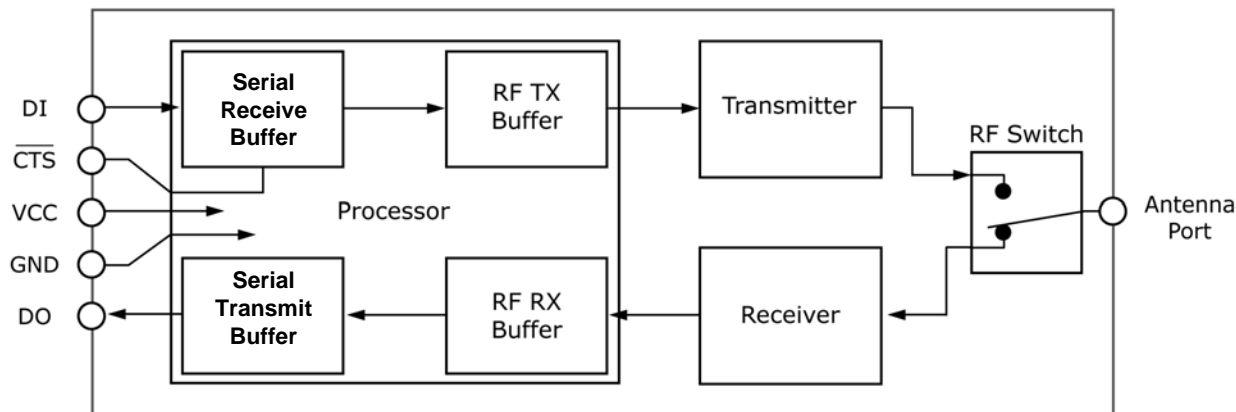 DI
CTS
VCC
GND
DO
Serial
Receive
Buffer
RF TX
Buffer
Transmitter
RF Switch
Processor
Antenna
Port
Serial
Transmit
Buffer
RF RX
Buffer
Receiver